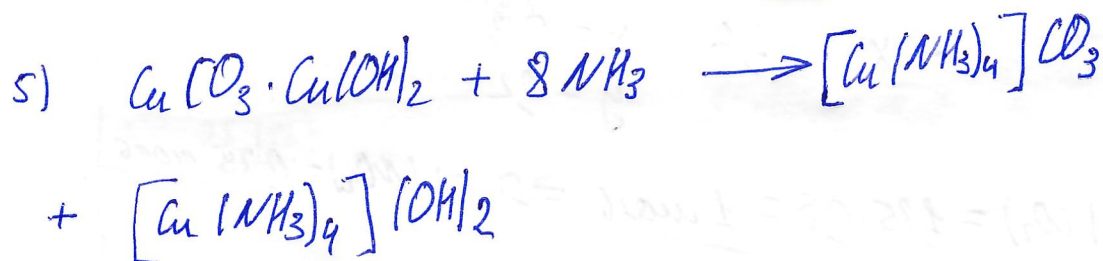 5) CuCO₃·Cu(OH)₂ + 8NH₃ ⟶ [Cu(NH₃)₄]CO₃
+ [Cu(NH₃)₄](OH)₂